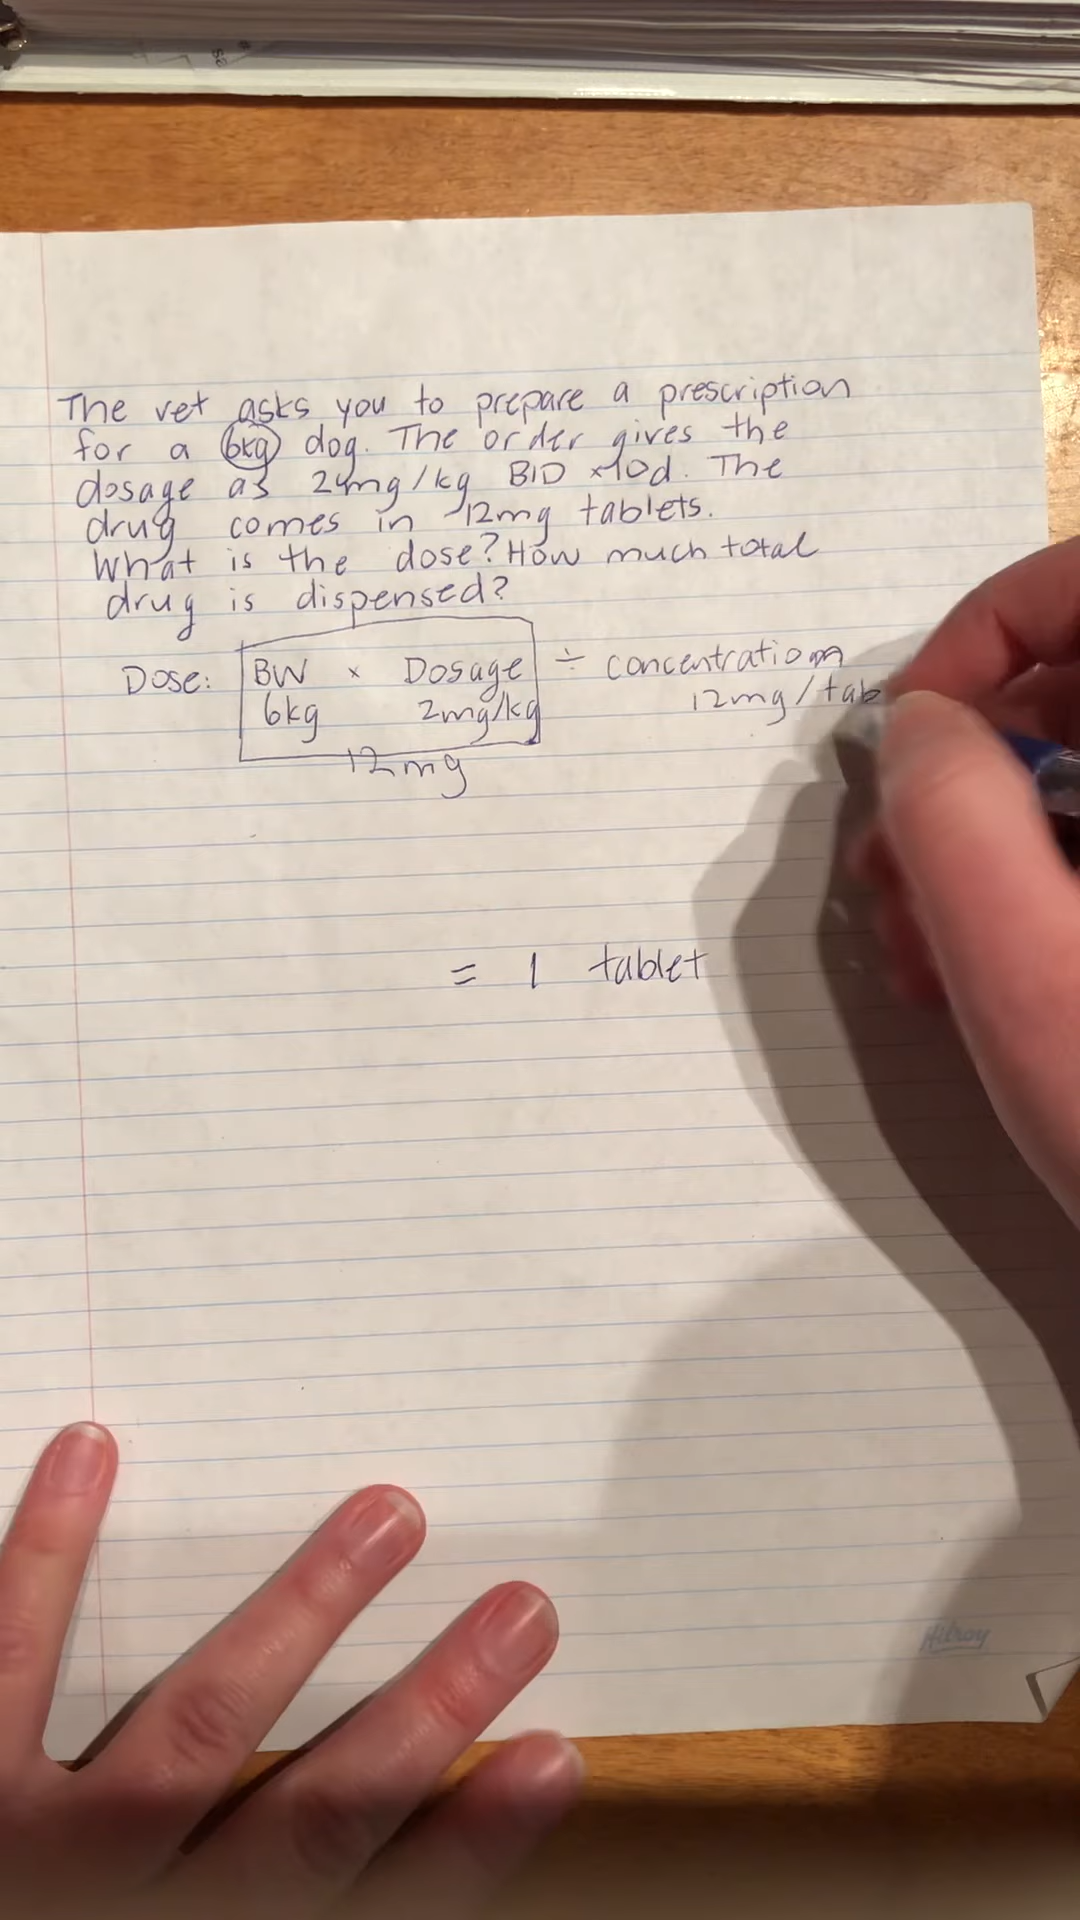 The vet asks you to prepare a prescription
for a 6kg dog. The order gives the
dosage as 2mg/kg BID x10d. The
drug comes in 12mg tablets.
What is the dose? How much total
drug is dispensed?
Dose: BW x Dosage ÷ concentration
6kg 2mg/kg 12mg/tab
12mg
= 1 tablet
Hilroy